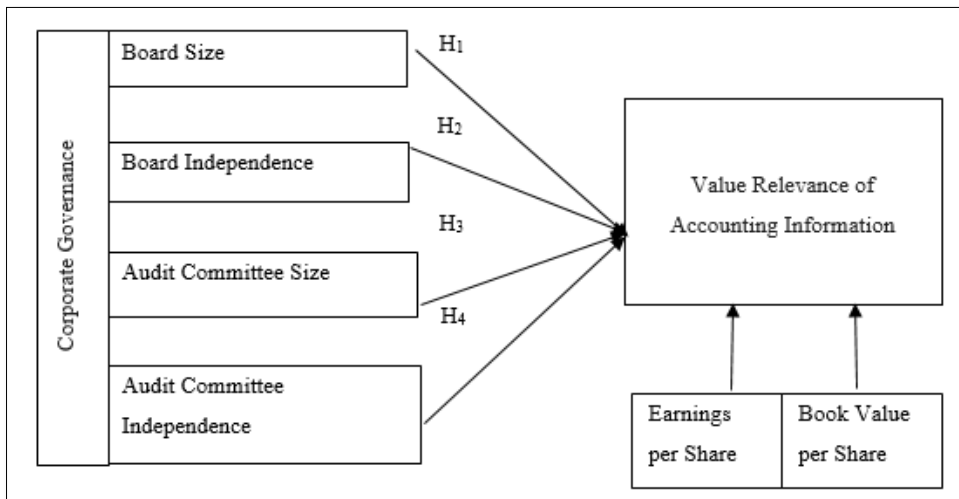 Corporate Governance
Board Size
Board Independence
Audit Committee Size
Audit Committee
Independence
H1
H2
H3
H4
Value Relevance of
Accounting Information
Earnings
per Share
Book Value
per Share